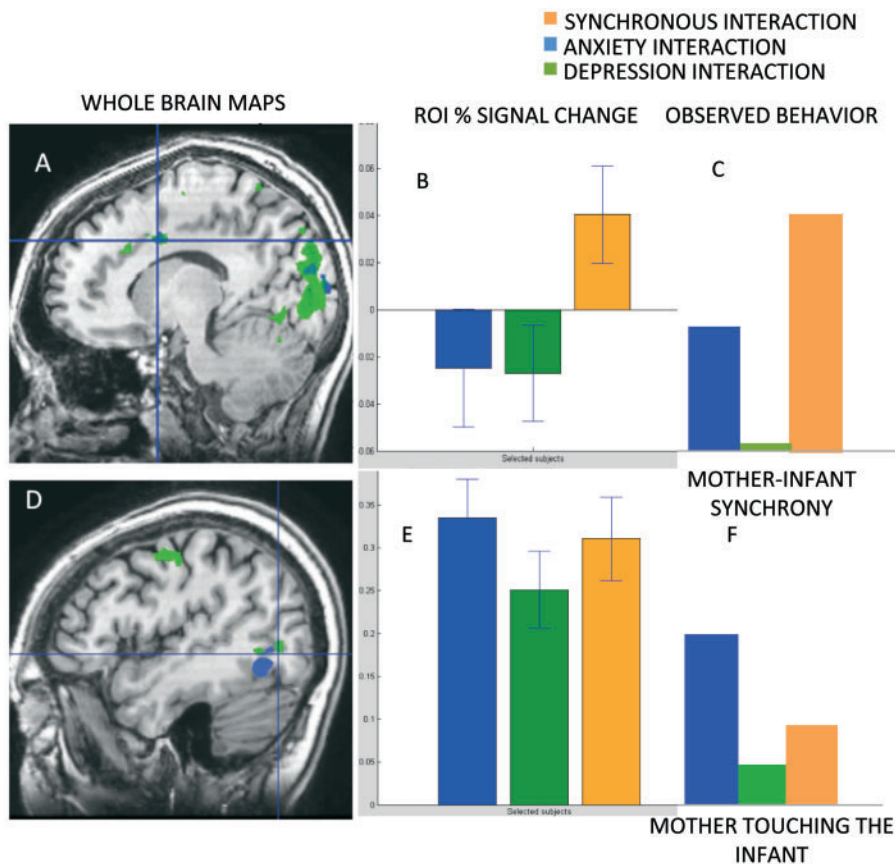 SYNCHRONOUS INTERACTION
ANXIETY INTERACTION
DEPRESSION INTERACTION
WHOLE BRAIN MAPS
ROI % SIGNAL CHANGE
OBSERVED BEHAVIOR
A
B
C
0.06
0.04
0.02
0
0.02
0.04
0.06
Selected subjects
MOTHER-INFANT
SYNCHRONY
D
E
F
0.35
0.3
0.25
0.2
0.15
0.1
0.05
0
Selected subjects
MOTHER TOUCHING THE
INFANT